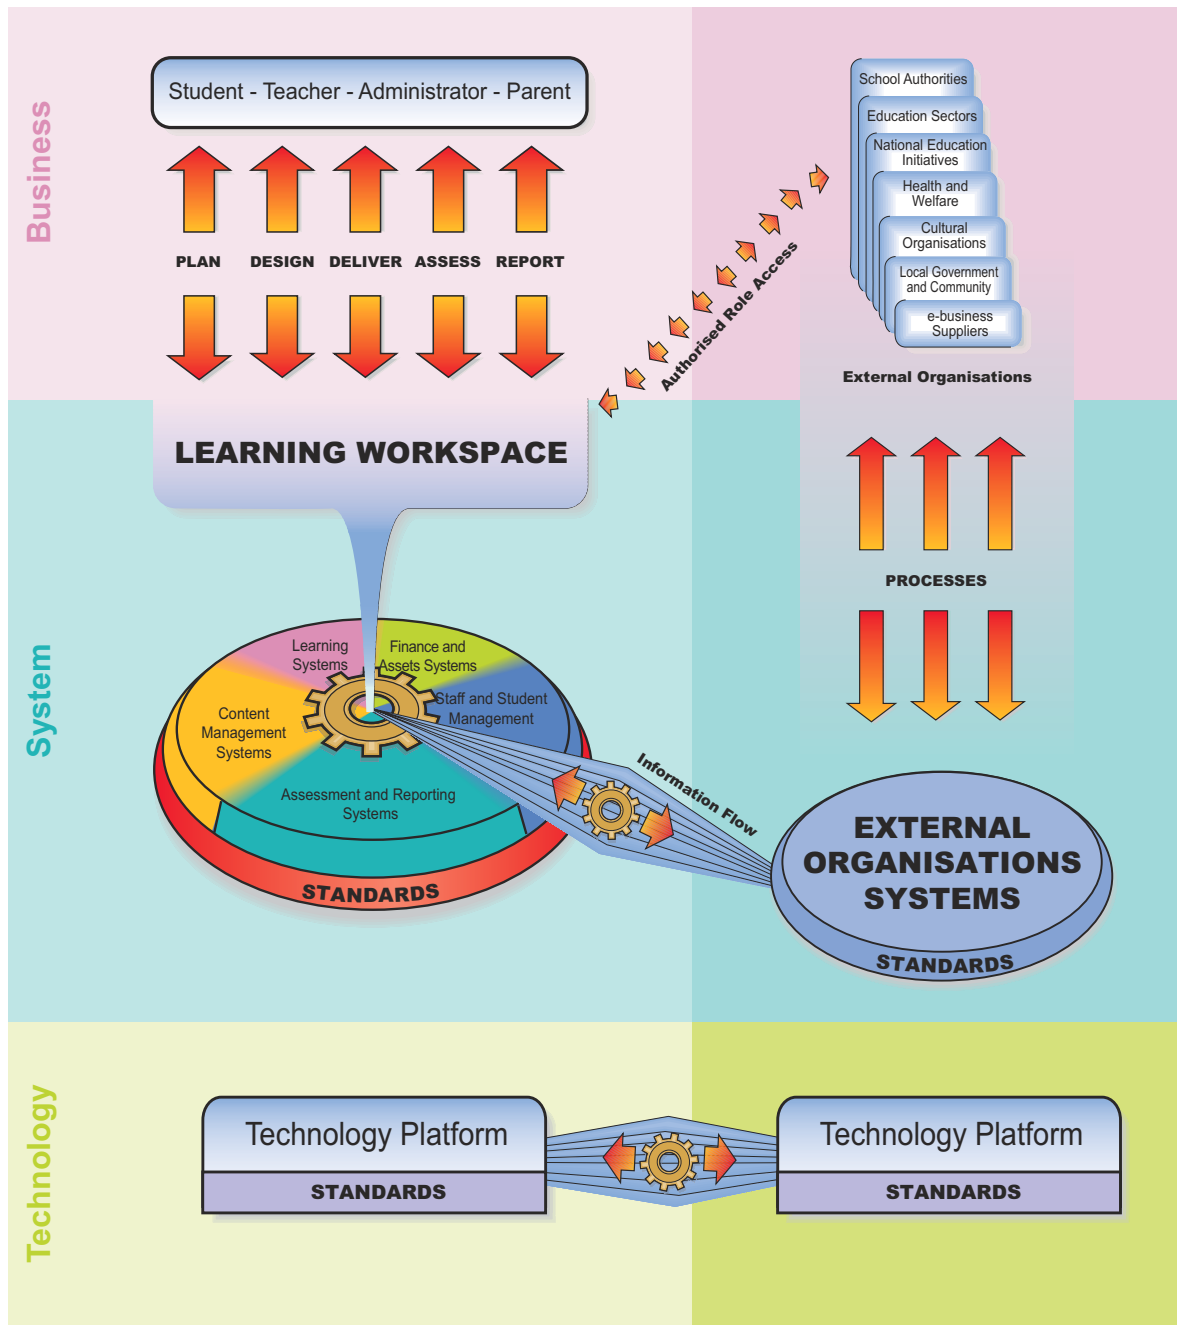 Business
Student - Teacher - Administrator - Parent
PLAN DESIGN DELIVER ASSESS REPORT
Authorised Role Access
School Authorities
Education Sectors
National Education
Initiatives
Health and
Welfare
Cultural
Organisations
Local Government
and Community
e-business
Suppliers
External Organisations
System
LEARNING WORKSPACE
PROCESSES
Learning
Systems
Finance and
Assets Systems
Staff and Student
Management
Content
Management
Systems
Assessment and Reporting
Systems
STANDARDS
Information Flow
EXTERNAL
ORGANISATIONS
SYSTEMS
STANDARDS
Technology
Technology Platform
STANDARDS
Technology Platform
STANDARDS